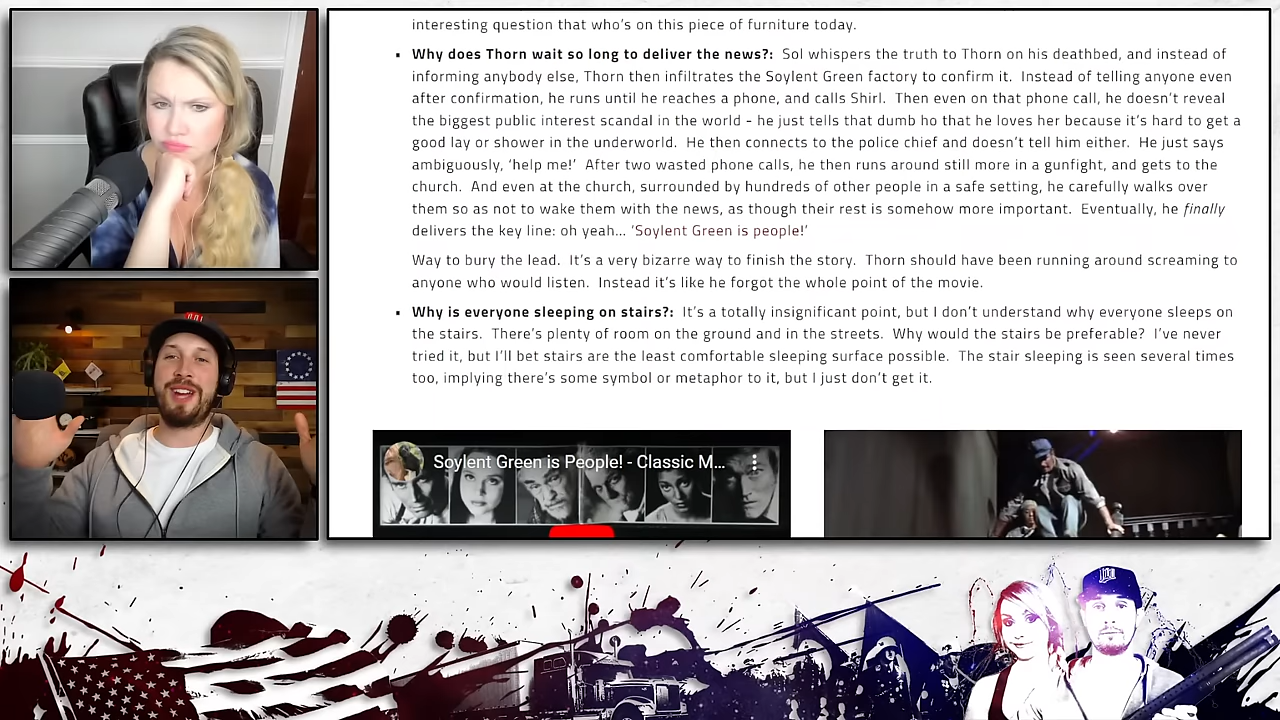 interesting question that who's on this piece of furniture today.
▪ Why does Thorn wait so long to deliver the news?: Sol whispers the truth to Thorn on his deathbed, and instead of
informing anybody else, Thorn then infiltrates the Soylent Green factory to confirm it. Instead of telling anyone even
after confirmation, he runs until he reaches a phone, and calls Shirl. Then even on that phone call, he doesn't reveal
the biggest public interest scandal in the world - he just tells that dumb ho that he loves her because it's hard to get a
good lay or shower in the underworld. He then connects to the police chief and doesn't tell him either. He just says
ambiguously, 'help me!' After two wasted phone calls, he then runs around still more in a gunfight, and gets to the
church. And even at the church, surrounded by hundreds of other people in a safe setting, he carefully walks over
them so as not to wake them with the news, as though their rest is somehow more important. Eventually, he finally
delivers the key line: oh yeah... 'Soylent Green is people!'
Way to bury the lead. It's a very bizarre way to finish the story. Thorn should have been running around screaming to
anyone who would listen. Instead it's like he forgot the whole point of the movie.
▪ Why is everyone sleeping on stairs?: It's a totally insignificant point, but I don't understand why everyone sleeps on
the stairs. There's plenty of room on the ground and in the streets. Why would the stairs be preferable? I've never
tried it, but I'll bet stairs are the least comfortable sleeping surface possible. The stair sleeping is seen several times
too, implying there's some symbol or metaphor to it, but I just don't get it.
Soylent Green is People! - Classic M...